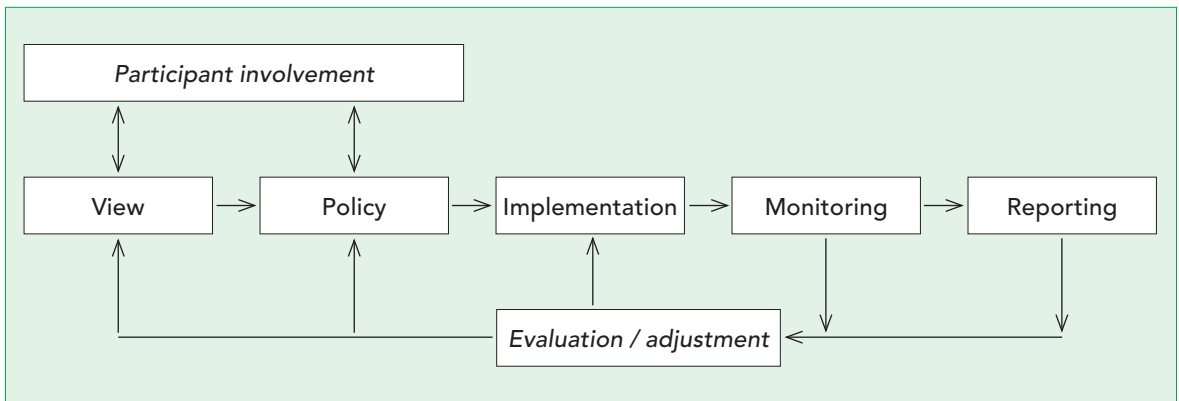 Participant involvement
View
Policy
Implementation
Monitoring
Reporting
Evaluation / adjustment